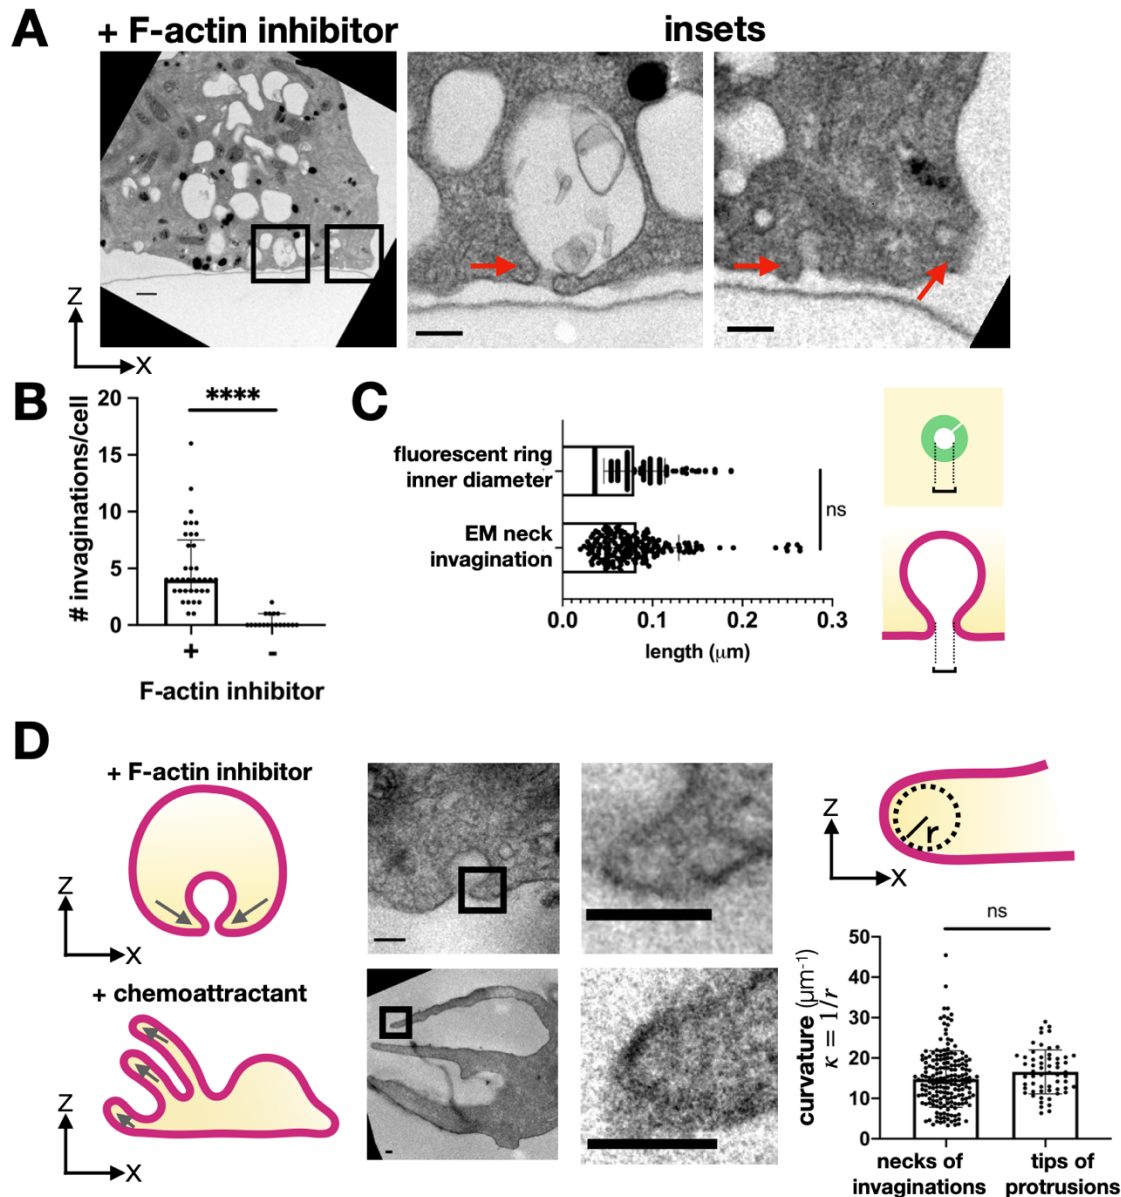 A
+ F-actin inhibitor
insets
Z
X
B
# invaginations/cell
20
15
10
5
0
****
+
-
F-actin inhibitor
C
fluorescent ring
inner diameter
EM neck
invagination
ns
0.0
0.1
0.2
0.3
length (μm)
D
+ F-actin inhibitor
Z
X
+ chemoattractant
Z
X
Z
X
r
ns
curvature (μm⁻¹)
κ = 1/r
50
40
30
20
10
0
necks of
invaginations
tips of
protrusions